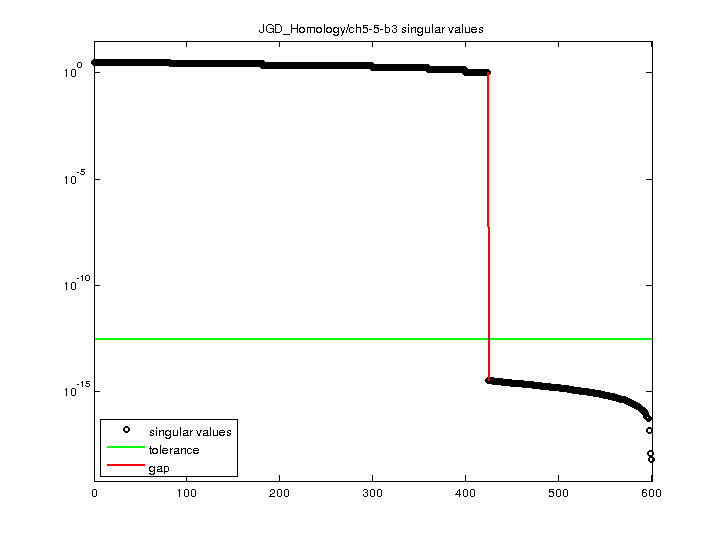 JGD_Homology/ch5-5-b3 singular values
10^0
10^-5
10^-10
10^-15
singular values
tolerance
gap
0 100 200 300 400 500 600